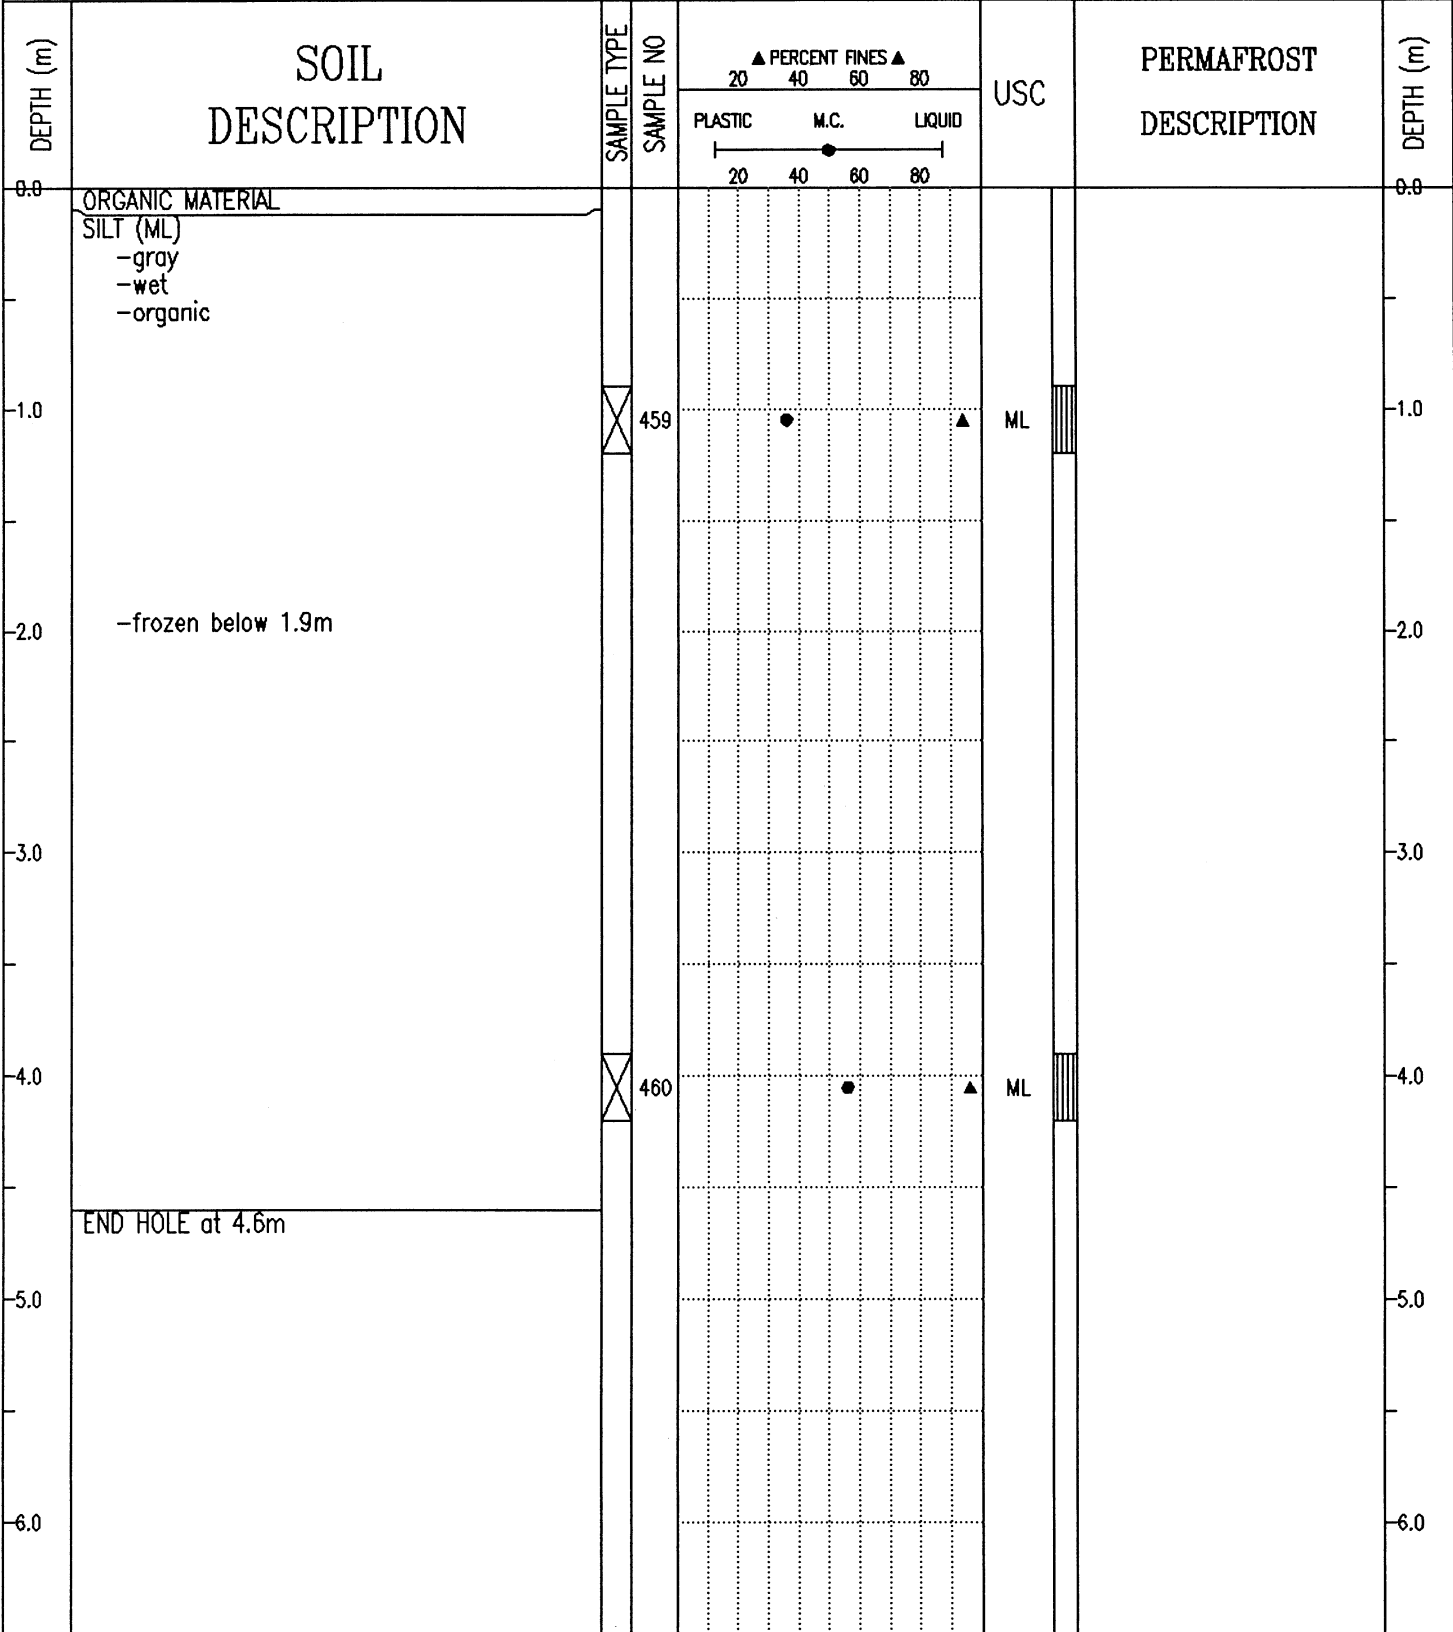 DEPTH (m)
SOIL
DESCRIPTION
SAMPLE TYPE
SAMPLE NO
▲ PERCENT FINES ▲
20 40 60 80
PLASTIC M.C. LIQUID
20 40 60 80
USC
PERMAFROST
DESCRIPTION
DEPTH (m)
0.0 0.0
ORGANIC MATERIAL
SILT (ML)
-gray
-wet
-organic
1.0 459 ML 1.0
-frozen below 1.9m
2.0 2.0
3.0 3.0
4.0 460 ML 4.0
END HOLE at 4.6m
5.0 5.0
6.0 6.0